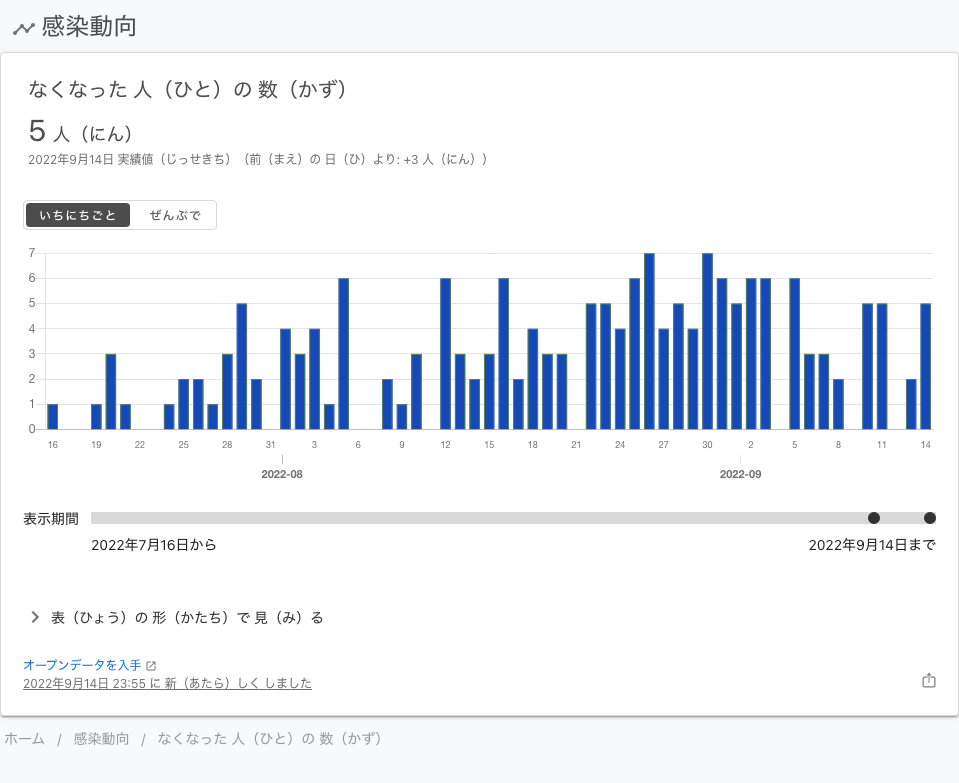 感染動向
なくなった 人（ひと）の 数（かず）
5 人（にん）
2022年9月14日 実績値（じっせきち）（前（まえ）の 日（ひ）より: +3 人（にん））
いちにちごと ぜんぶで
7
6
5
4
3
2
1
0
16 19 22 25 28 31 3 6 9 12 15 18 21 24 27 30 2 5 8 11 14
2022-08 2022-09
表示期間
2022年7月16日から 2022年9月14日まで
表（ひょう）の 形（かたち）で 見（み）る
オープンデータを入手
2022年9月14日 23:55 に 新（あたら）しく しました
ホーム / 感染動向 / なくなった 人（ひと）の 数（かず）